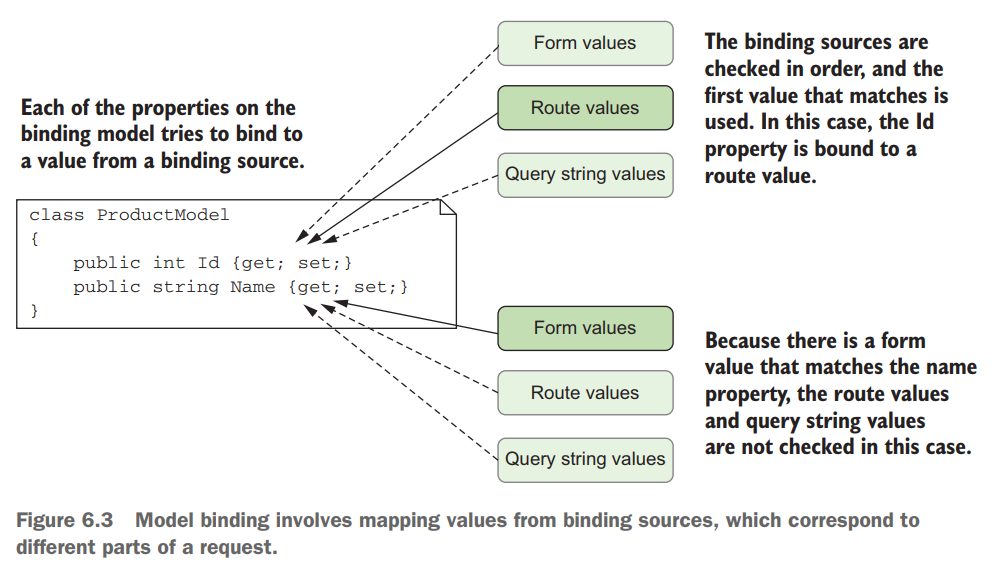 Each of the properties on the
binding model tries to bind to
a value from a binding source.
class ProductModel
{
public int Id {get; set;}
public string Name {get; set;}
}
Form values
Route values
Query string values
The binding sources are
checked in order, and the
first value that matches is
used. In this case, the Id
property is bound to a
route value.
Form values
Route values
Query string values
Because there is a form
value that matches the name
property, the route values
and query string values
are not checked in this case.
Figure 6.3 Model binding involves mapping values from binding sources, which correspond to
different parts of a request.